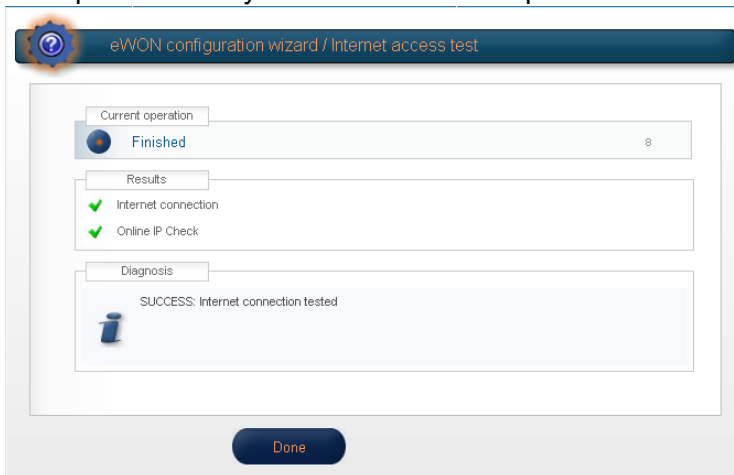 eWON configuration wizard / Internet access test
Current operation
Finished 8
Results
Internet connection
Online IP Check
Diagnosis
SUCCESS: Internet connection tested
Done